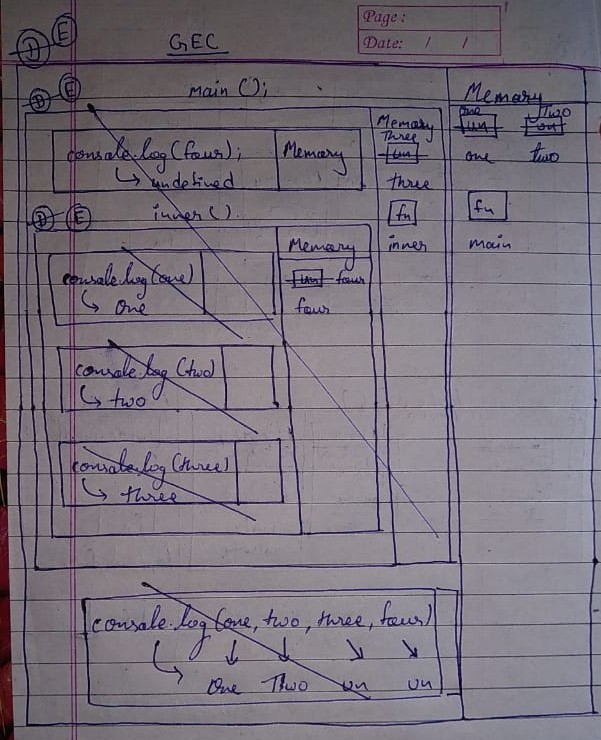 Page :
Date: / /
D E
GEC
main ();
Memory
D E
One Two
un un
one two
Memory
Three
un
three
console.log(four);
Memory
↳ undefined
fn
inner
fn
main
inner ()
D E
Memory
un four
four
console.log(one)
↳ One
console.log(two)
↳ two
console.log(three)
↳ three
console.log(one, two, three, four)
↳ ↓ ↓ ↘ ↘
One Two un un